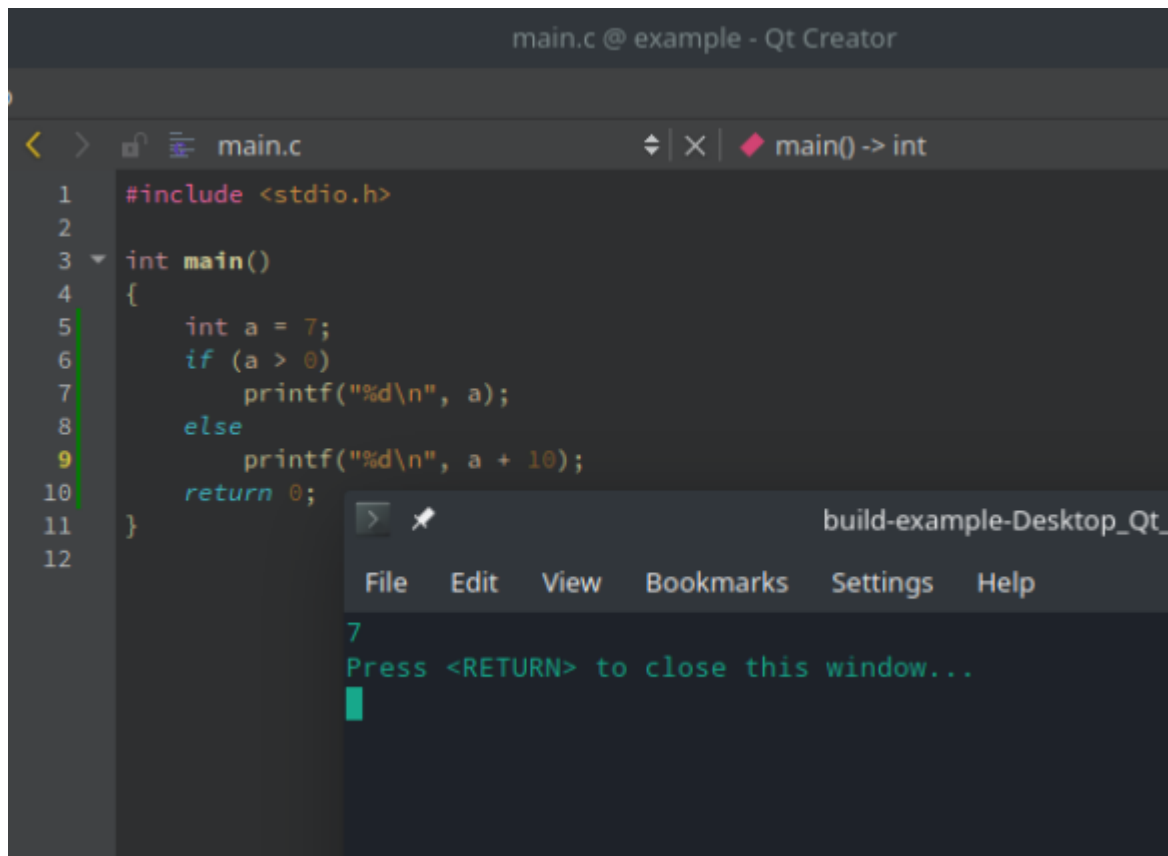 main.c @ example - Qt Creator
main.c main() -> int
1 #include <stdio.h>
2
3 int main()
4 {
5     int a = 7;
6     if (a > 0)
7         printf("%d\n", a);
8     else
9         printf("%d\n", a + 10);
10     return 0;
11 }
12
build-example-Desktop_Qt_
File Edit View Bookmarks Settings Help
7
Press <RETURN> to close this window...